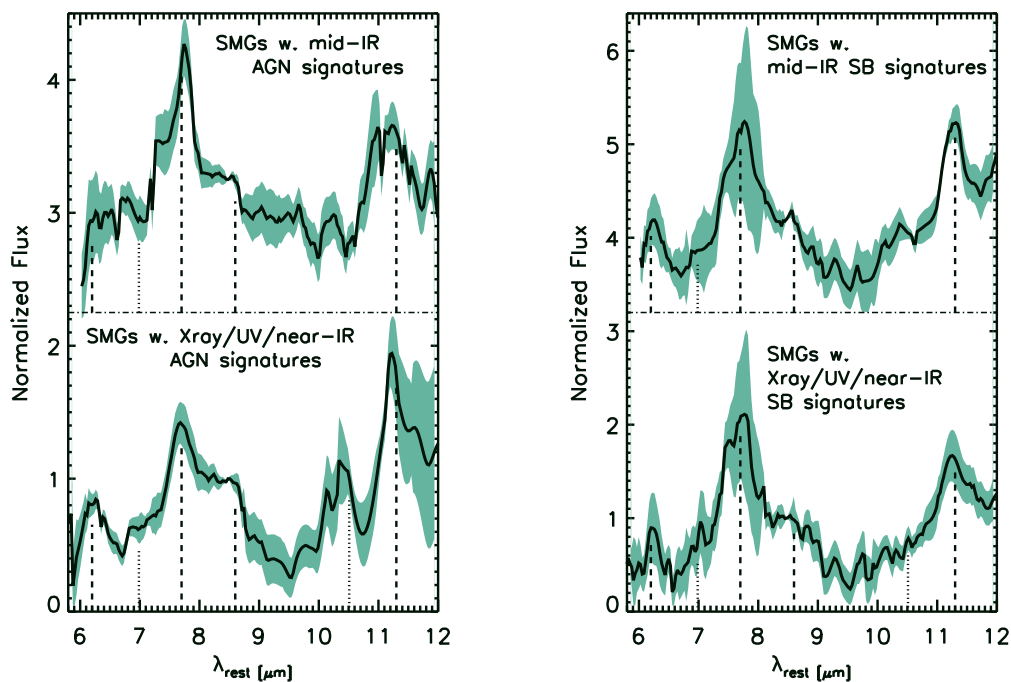 SMGs w. mid-IR
AGN signatures
SMGs w. Xray/UV/near-IR
AGN signatures
Normalized Flux
4
3
2
1
0
6 7 8 9 10 11 12
λrest [μm]
SMGs w.
mid-IR SB signatures
SMGs w.
Xray/UV/near-IR
SB signatures
Normalized Flux
6
5
4
3
2
1
0
6 7 8 9 10 11 12
λrest [μm]